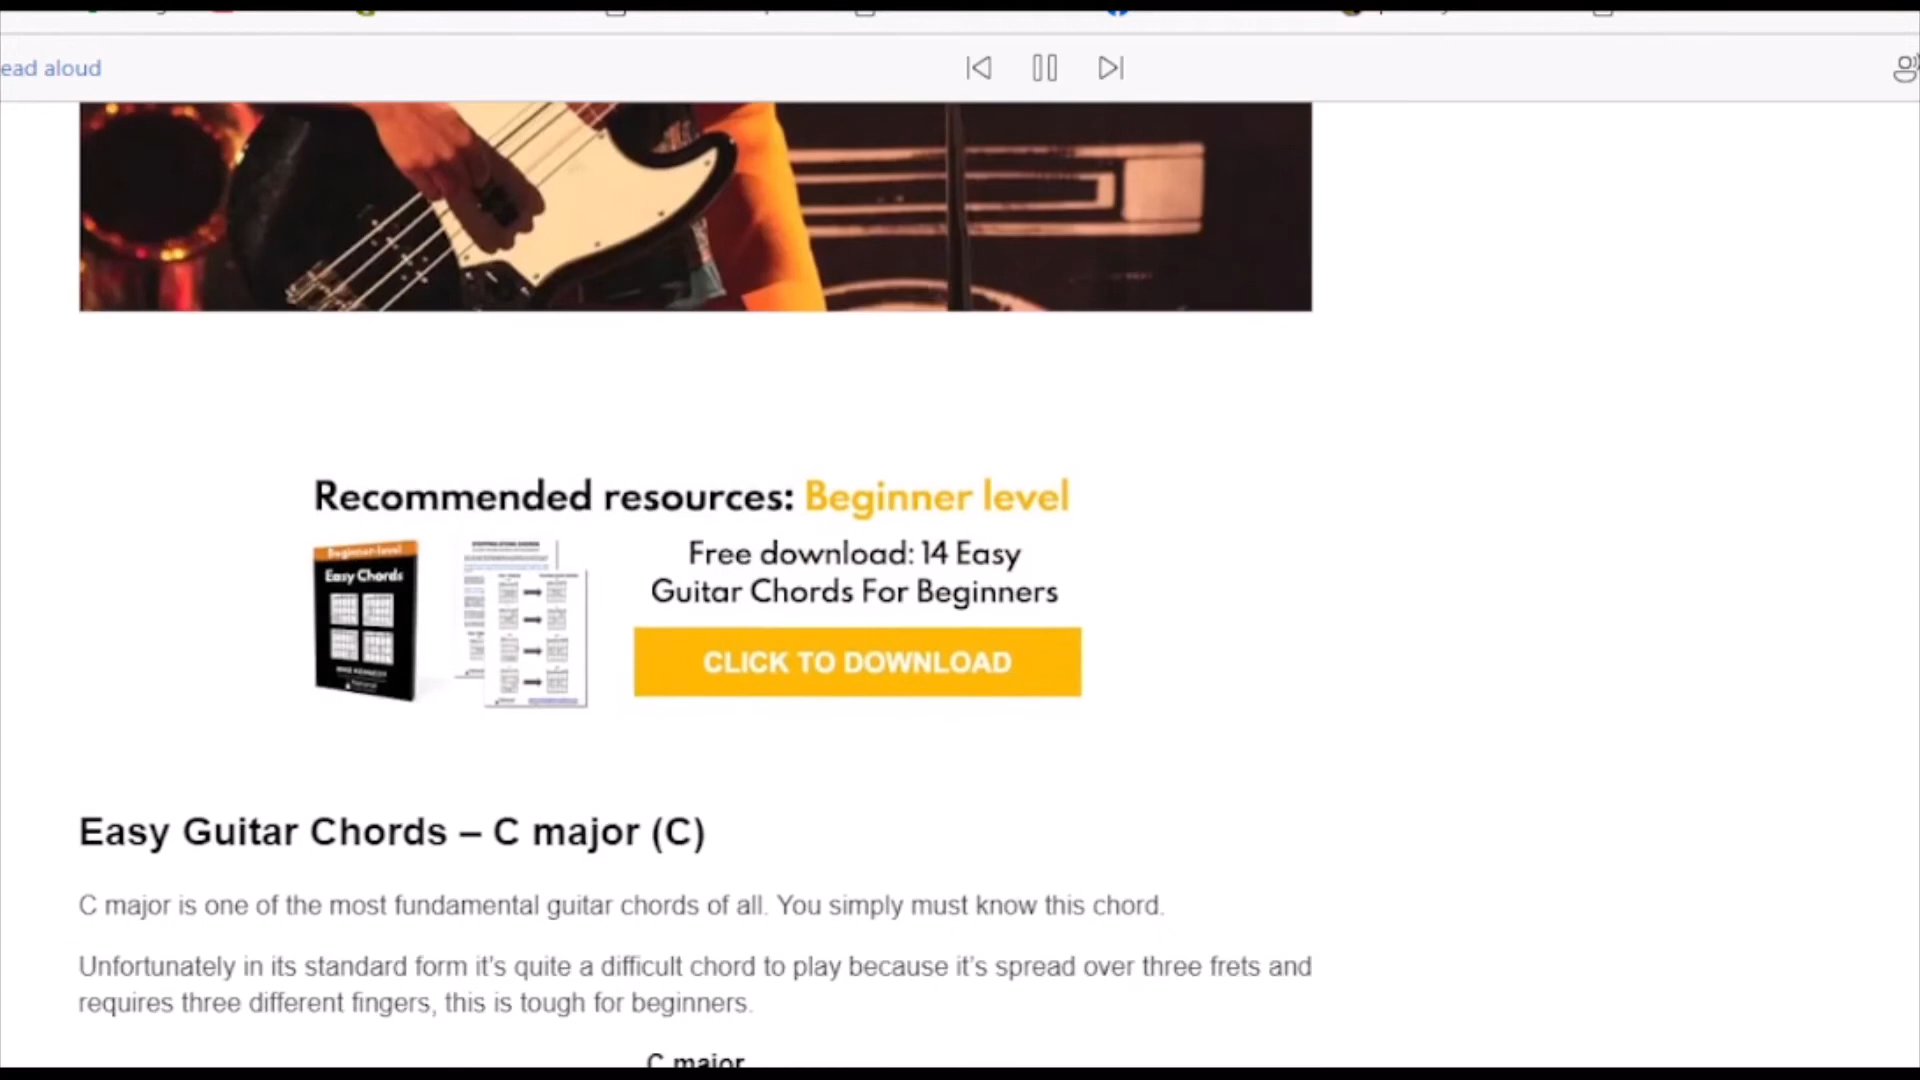 ead aloud
Recommended resources: Beginner level
Beginner-level
Easy Chords
Free download: 14 Easy
Guitar Chords For Beginners
CLICK TO DOWNLOAD
Easy Guitar Chords – C major (C)
C major is one of the most fundamental guitar chords of all. You simply must know this chord.
Unfortunately in its standard form it's quite a difficult chord to play because it's spread over three frets and
requires three different fingers, this is tough for beginners.
C major